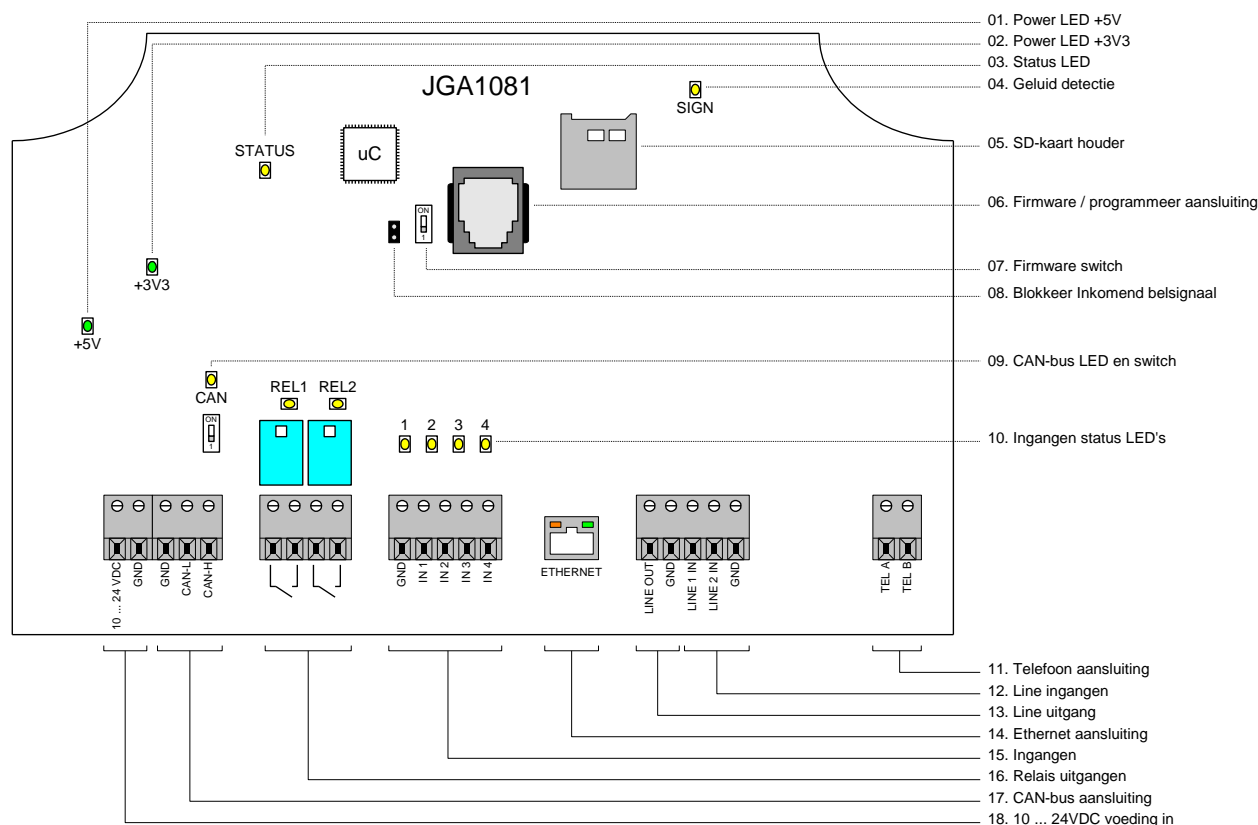 01. Power LED +5V
02. Power LED +3V3
03. Status LED
04. Geluid detectie
JGA1081
SIGN
STATUS
uC
05. SD-kaart houder
06. Firmware / programmeer aansluiting
ON
1
07. Firmware switch
+3V3
08. Blokkeer Inkomend belsignaal
+5V
09. CAN-bus LED en switch
CAN
REL1 REL2
ON
1
1 2 3 4
10. Ingangen status LED's
10 ... 24 VDC
GND
GND
CAN-L
CAN-H
GND
IN 1
IN 2
IN 3
IN 4
ETHERNET
LINE OUT
GND
LINE 1 IN
LINE 2 IN
GND
TEL A
TEL B
11. Telefoon aansluiting
12. Line ingangen
13. Line uitgang
14. Ethernet aansluiting
15. Ingangen
16. Relais uitgangen
17. CAN-bus aansluiting
18. 10 ... 24VDC voeding in